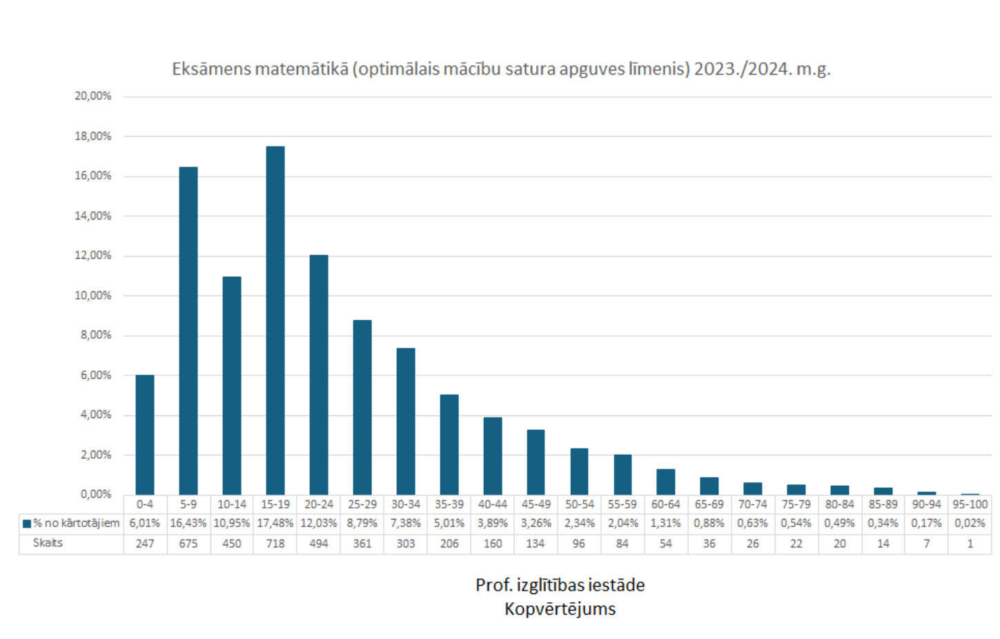 Eksāmens matemātikā (optimālais mācību satura apguves līmenis) 2023./2024. m.g.
20,00%
18,00%
16,00%
14,00%
12,00%
10,00%
8,00%
6,00%
4,00%
2,00%
0,00%
0-4 5-9 10-14 15-19 20-24 25-29 30-34 35-39 40-44 45-49 50-54 55-59 60-64 65-69 70-74 75-79 80-84 85-89 90-94 95-100
% no kārtotājiem 6,01% 16,43% 10,95% 17,48% 12,03% 8,79% 7,38% 5,01% 3,89% 3,26% 2,34% 2,04% 1,31% 0,88% 0,63% 0,54% 0,49% 0,34% 0,17% 0,02%
Skaits 247 675 450 718 494 361 303 206 160 134 96 84 54 36 26 22 20 14 7 1
Prof. izglītības iestāde
Kopvērtējums